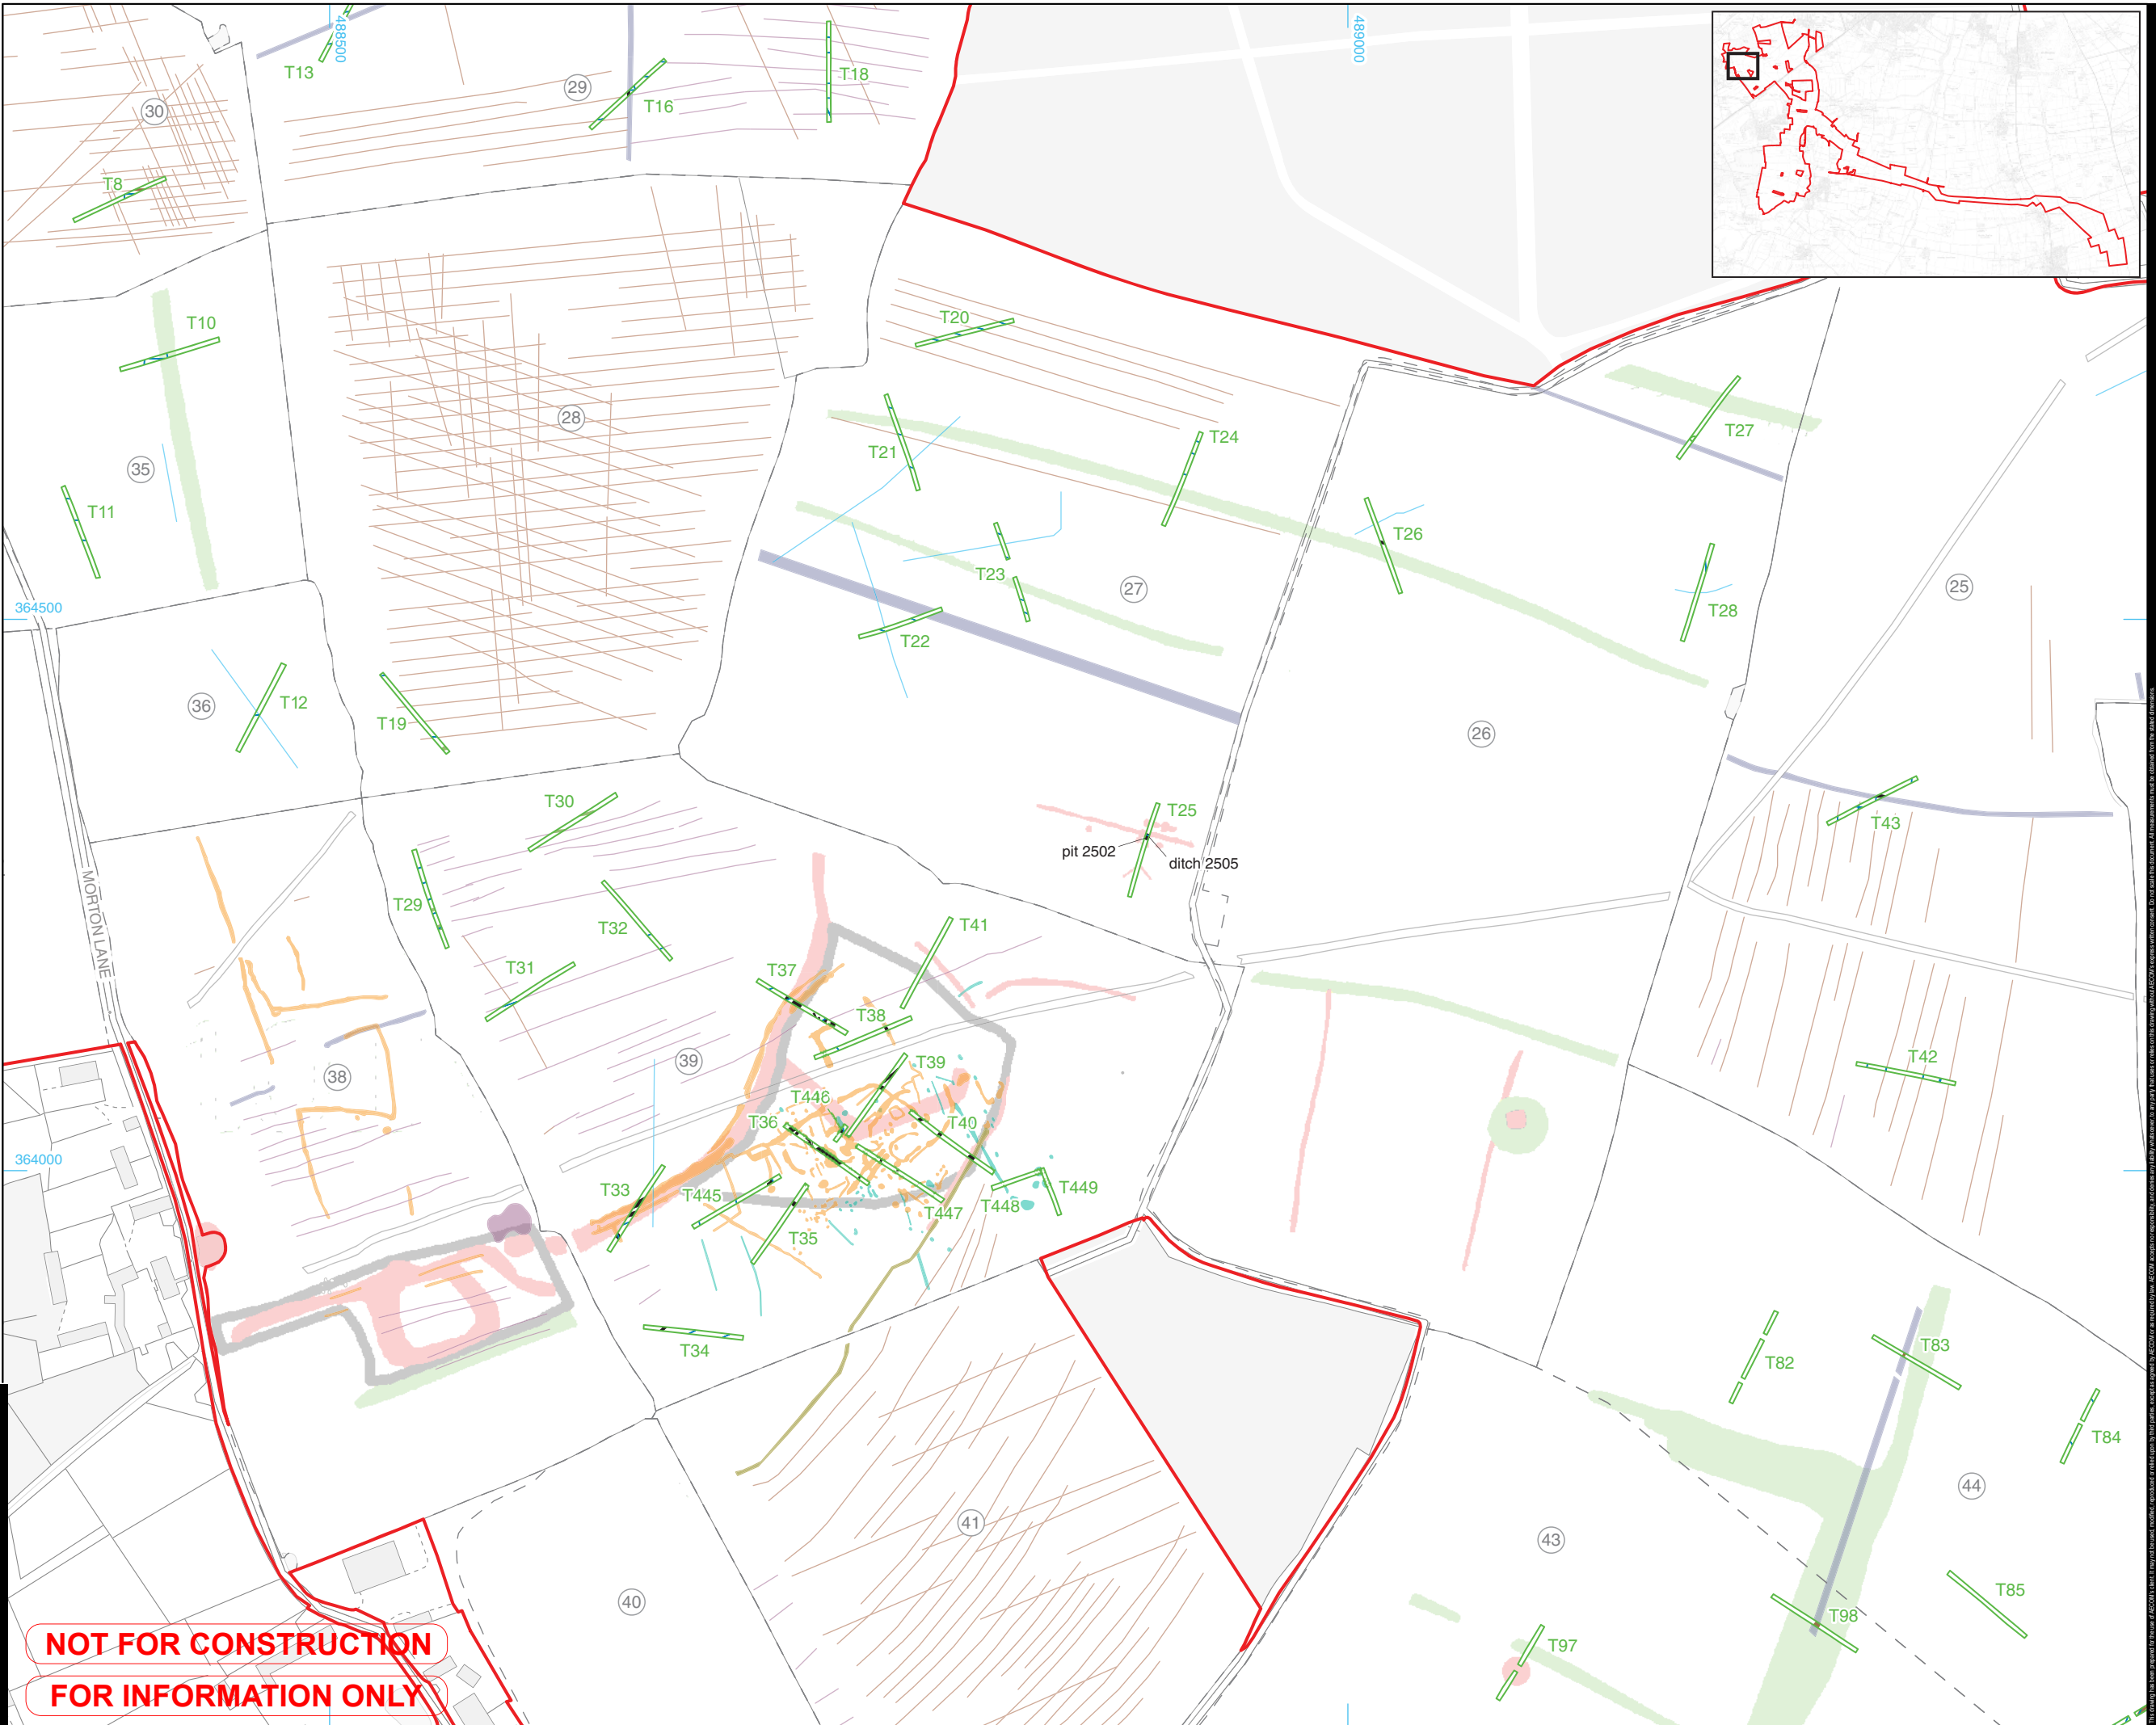 488500
489000
T13
29
T16
T18
30
T8
T10
T20
28
T21
T24
T27
35
T11
T26
T23
27
25
364500
T22
T28
36
T12
T19
26
T30
T25
pit 2502
ditch 2505
T43
MORTON LANE
T29
T32
T41
T31
T37
T38
39
T39
38
T42
T446
T36
T40
364000
T33
T445
T449
T448
T447
T35
T34
T82
T83
T84
44
41
43
40
T85
T98
T97
NOT FOR CONSTRUCTION
FOR INFORMATION ONLY